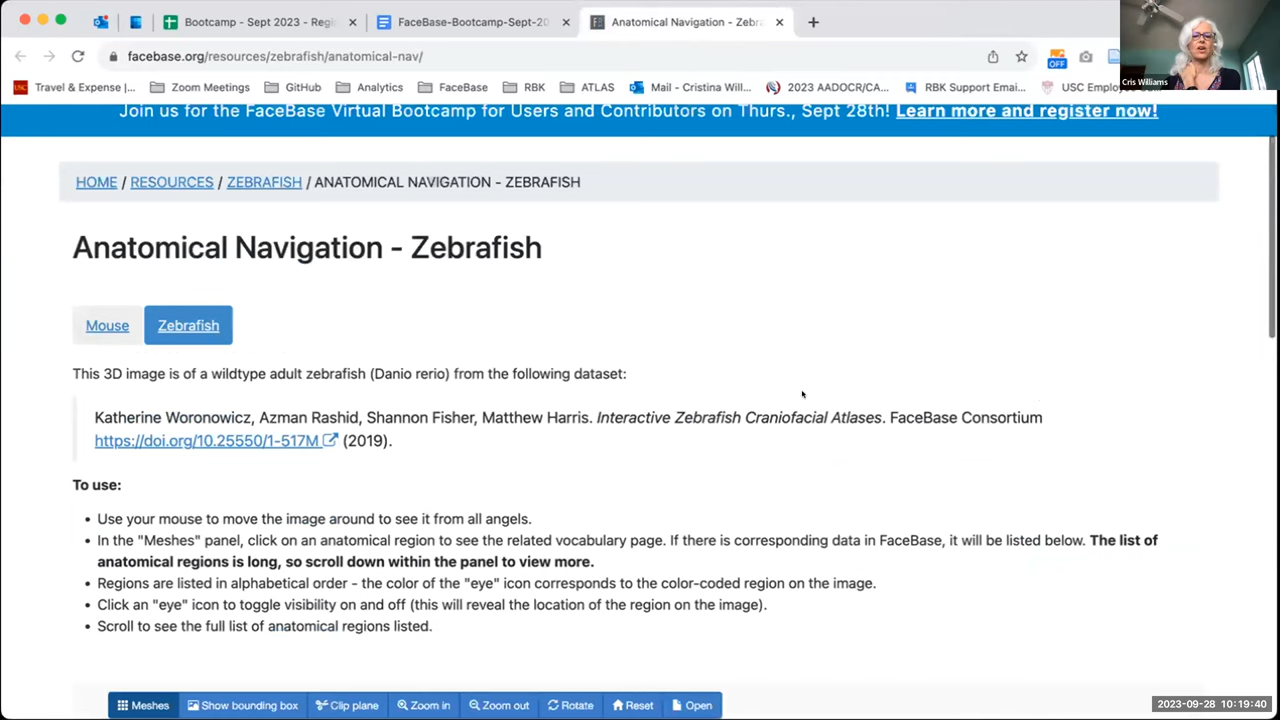 Bootcamp - Sept 2023 - Regi
FaceBase-Bootcamp-Sept-20
Anatomical Navigation - Zebra
facebase.org/resources/zebrafish/anatomical-nav/
OFF
Travel & Expense |...
Zoom Meetings
GitHub
Analytics
FaceBase
RBK
ATLAS
Mail - Cristina Will...
2023 AADOCR/CA...
RBK Support Emai...
USC Employee
Cris Williams
Join us for the FaceBase Virtual Bootcamp for Users and Contributors on Thurs., Sept 28th! Learn more and register now!
HOME / RESOURCES / ZEBRAFISH / ANATOMICAL NAVIGATION - ZEBRAFISH
Anatomical Navigation - Zebrafish
Mouse
Zebrafish
This 3D image is of a wildtype adult zebrafish (Danio rerio) from the following dataset:
Katherine Woronowicz, Azman Rashid, Shannon Fisher, Matthew Harris. Interactive Zebrafish Craniofacial Atlases. FaceBase Consortium
https://doi.org/10.25550/1-517M (2019).
To use:
• Use your mouse to move the image around to see it from all angels.
• In the "Meshes" panel, click on an anatomical region to see the related vocabulary page. If there is corresponding data in FaceBase, it will be listed below. The list of
anatomical regions is long, so scroll down within the panel to view more.
• Regions are listed in alphabetical order - the color of the "eye" icon corresponds to the color-coded region on the image.
• Click an "eye" icon to toggle visibility on and off (this will reveal the location of the region on the image).
• Scroll to see the full list of anatomical regions listed.
Meshes
Show bounding box
Clip plane
Zoom in
Zoom out
Rotate
Reset
Open
2023-09-28 10:19:40